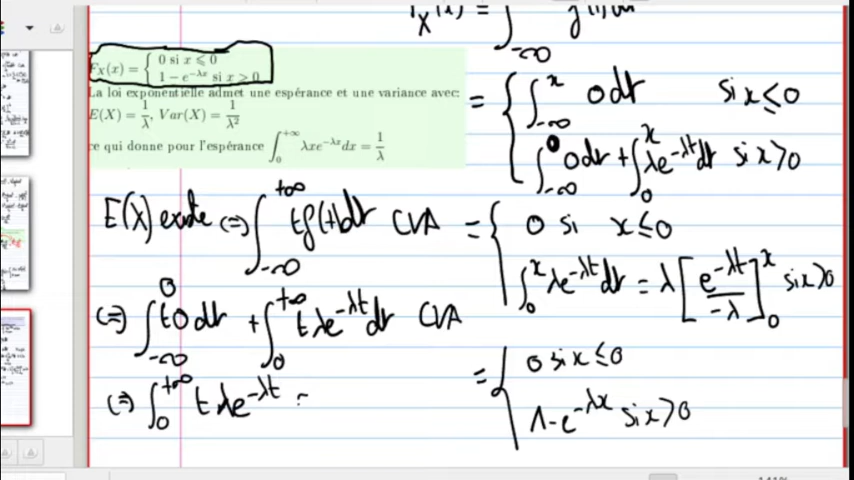 F_X(x) = ∫_{-∞} f(t)dt
F_X(x) = { 0 si x ⩽ 0
1 − e^{−λx} si x > 0
La loi exponentielle admet une espérance et une variance avec:
E(X) = 1/λ, Var(X) = 1/λ²
ce qui donne pour l'espérance ∫_0^{+∞} λxe^{−λx}dx = 1/λ
E(X) existe ⇔ ∫_{-∞}^{+∞} tf(t)dt CVA
⇔ ∫_{-∞}^{0} t0dt + ∫_0^{+∞} tλe^{-λt}dt CVA
⇔ ∫_0^{+∞} tλe^{-λt} =
= { ∫_{-∞}^{x} 0dt si x ≤ 0
∫_{-∞}^{0} 0dt + ∫_0^{x} λe^{-λt}dt si x > 0
= { 0 si x ≤ 0
∫_0^{x} λe^{-λt}dt = λ [e^{-λt}/-λ]_0^x si x > 0
= { 0 si x ≤ 0
1 - e^{-λx} si x > 0